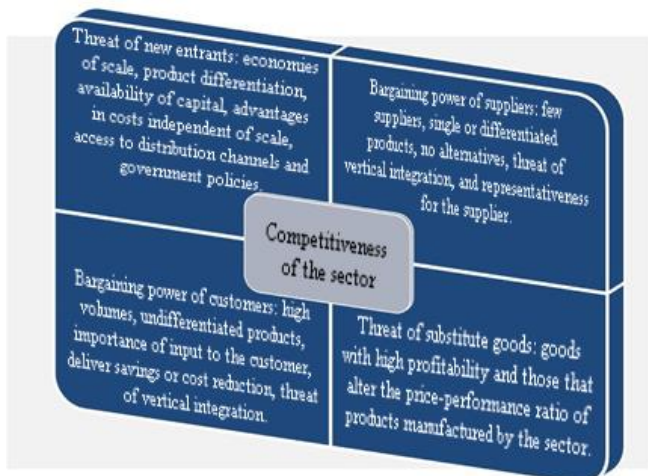 Threat of new entrants: economies
of scale, product differentiation,
availability of capital, advantages
in costs independent of scale,
access to distribution channels and
government policies.
Bargaining power of suppliers: few
suppliers, single or differentiated
products, no alternatives, threat of
vertical integration, and representativeness
for the supplier.
Competitiveness
of the sector
Bargaining power of customers: high
volumes, undifferentiated products,
importance of input to the customer,
deliver savings or cost reduction, threat
of vertical integration.
Threat of substitute goods: goods
with high profitability and those that
alter the price-performance ratio of
products manufactured by the sector.